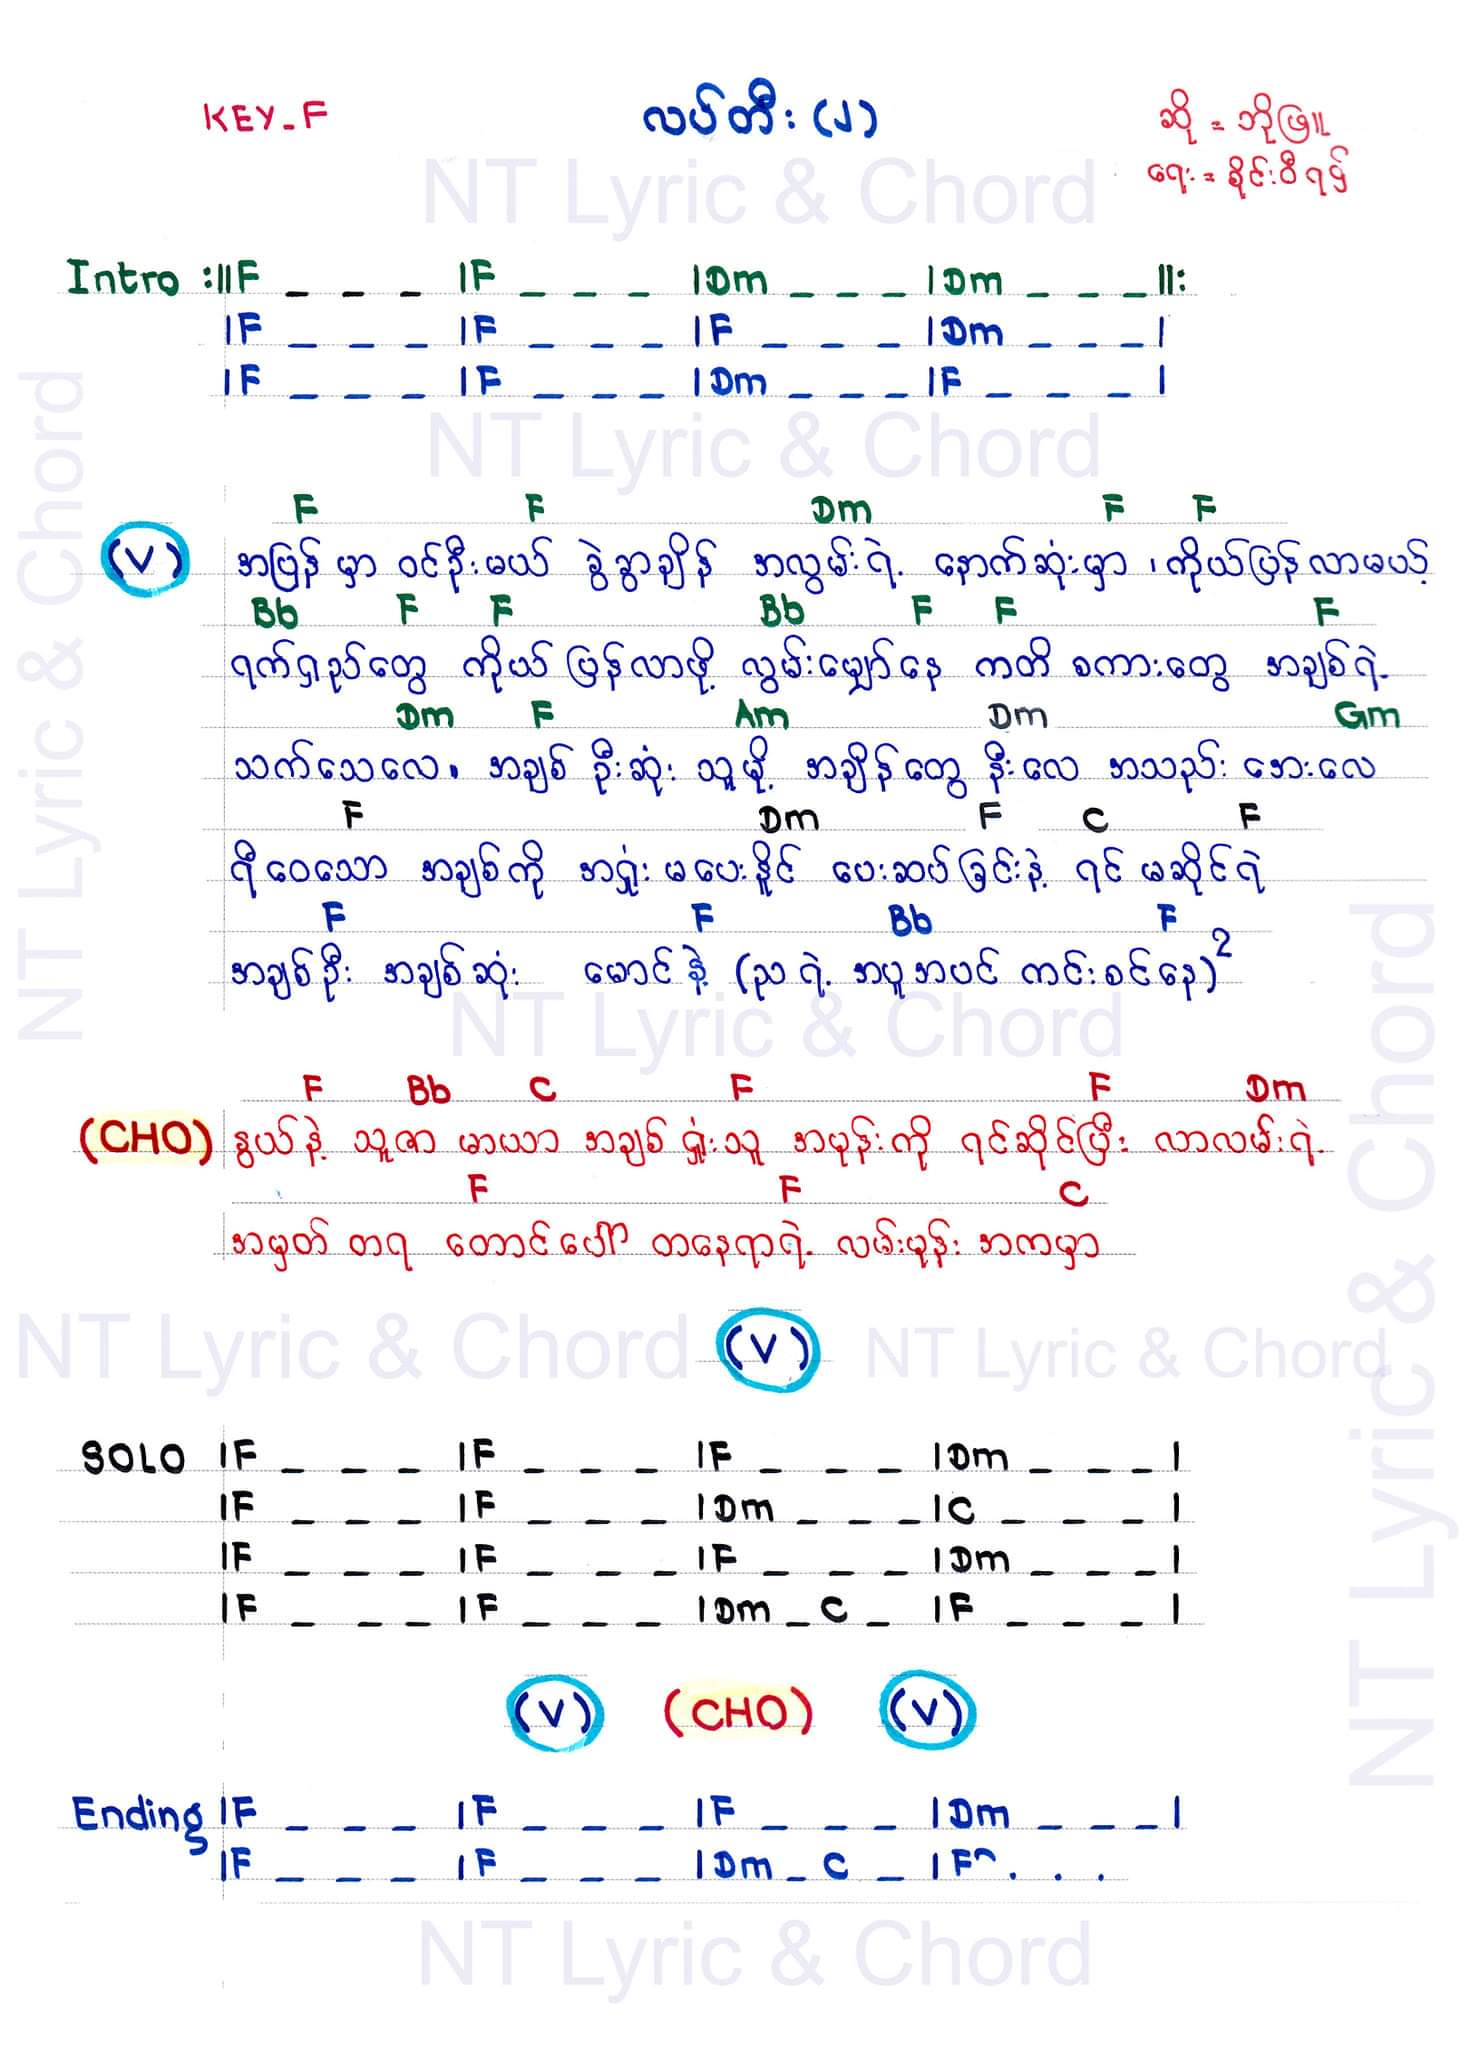 KEY_F လပ်တီး (၂) ဆို = ဘိုဖြူ
ရေး = စိုင်းဝီရဌ်
NT Lyric & Chord
Intro :||F _ _ _ |F _ _ _ |Dm _ _ _ |Dm _ _ _ ||:
|F _ _ _ |F _ _ _ |F _ _ _ |Dm _ _ _ |
|F _ _ _ |F _ _ _ |Dm _ _ _ |F _ _ _ |
NT Lyric & Chord
NT Lyric & Chord
F F Dm F F
(V) အပြန်မှာ ဝင်ဦးမယ် ခွဲခွာချိန် အလွမ်းရဲ့ နောက်ဆုံးမှာ ၊ ကိုယ်ပြန်လာမယ့်
Bb F F Bb F F F
ရက်ရှည်တွေ ကိုယ်ပြန်လာဖို့ လွမ်းမျှော်နေ ကတိ စကားတွေ အချစ်ရဲ့
Dm F Am Dm Gm
သက်သေလေ။ အချစ် ဦးဆုံး သူမို့ အချိန်တွေ နီးလေ အသည်း အေးလေ
F Dm F C F
ရီဝေသော အချစ်ကို အရှုံးမပေးနိုင် ပေးဆပ်ခြင်းနဲ့ ရင်မဆိုင်ရဲ
F F Bb F
အချစ်ဦး အချစ်ဆုံး မောင်နဲ့ (ညရဲ့ အပူအပင် ကင်းစင်နေ)²
NT Lyric & Chord
F Bb C F F Dm
(CHO) နွယ်နဲ့ သူဇာ မာယာ အချစ်ရှုံးသူ အမုန်းကို ရင်ဆိုင်ပြီး လာလမ်းရဲ့
F F C
အမှတ်တရ တောင်ပေါ် တနေရာရဲ့ လမ်းမုန်း အကမှာ
NT Lyric & Chord (V) NT Lyric & Chord
NT Lyric & Chord
SOLO |F _ _ _ |F _ _ _ |F _ _ _ |Dm _ _ _ |
|F _ _ _ |F _ _ _ |Dm _ _ _ |C _ _ _ |
|F _ _ _ |F _ _ _ |F _ _ _ |Dm _ _ _ |
|F _ _ _ |F _ _ _ |Dm _ C _ |F _ _ _ |
(V) (CHO) (V)
Ending |F _ _ _ |F _ _ _ |F _ _ _ |Dm _ _ _ |
|F _ _ _ |F _ _ _ |Dm _ C _ |F^ . . .
NT Lyric & Chord